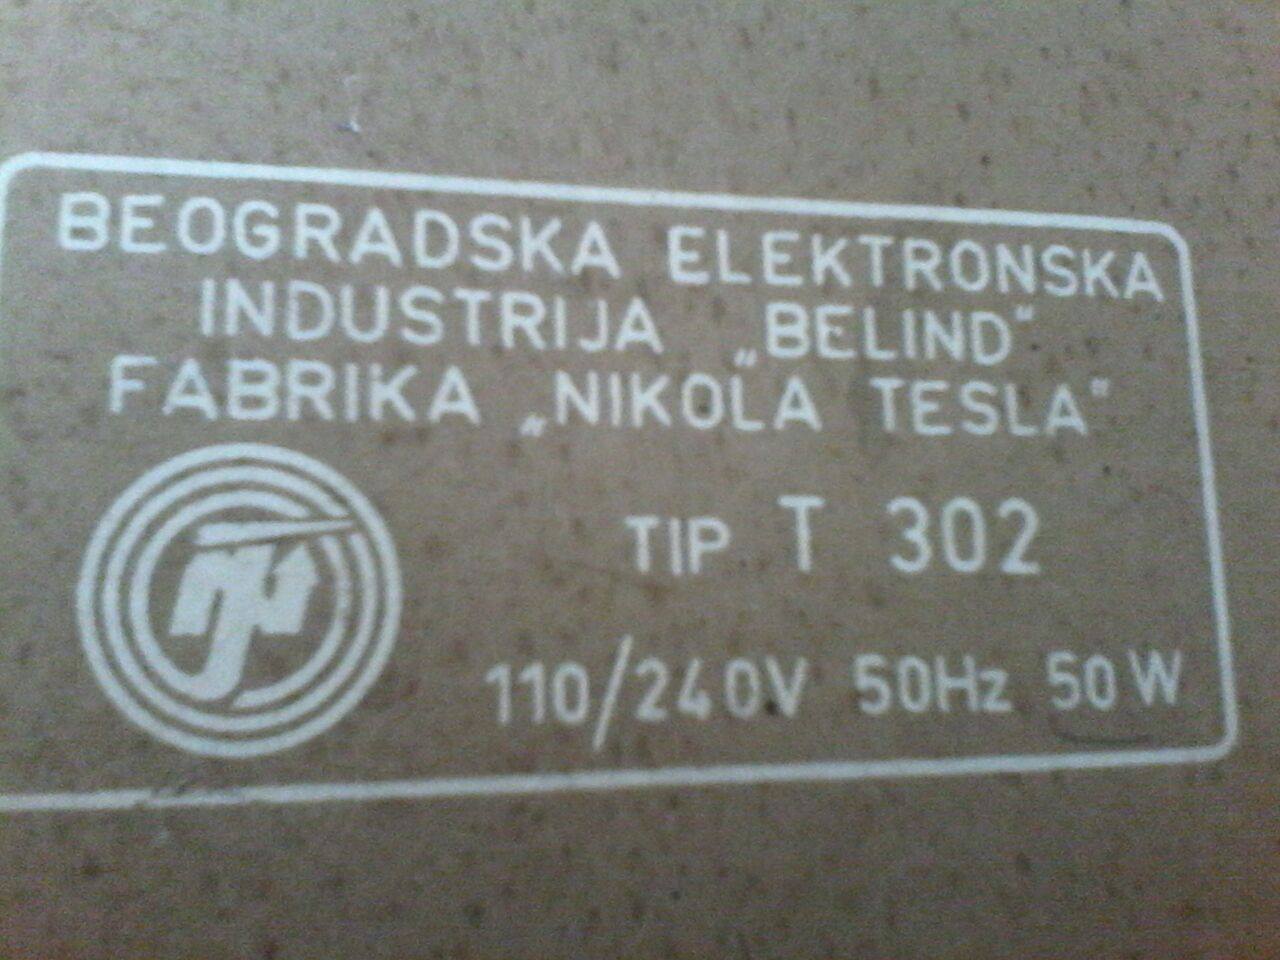 BEOGRADSKA ELEKTRONSKA
INDUSTRIJA „BELIND“
FABRIKA „NIKOLA TESLA“
TIP T 302
110/240V 50Hz 50W